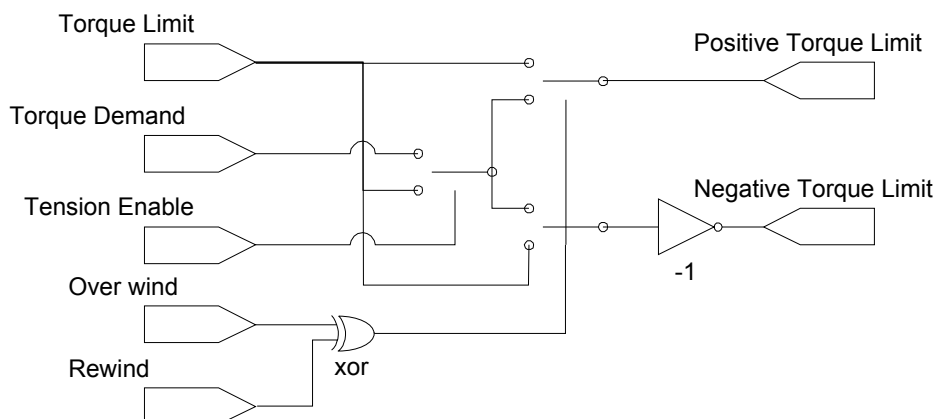 Torque Limit
Positive Torque Limit
Torque Demand
Tension Enable
Negative Torque Limit
-1
Over wind
xor
Rewind